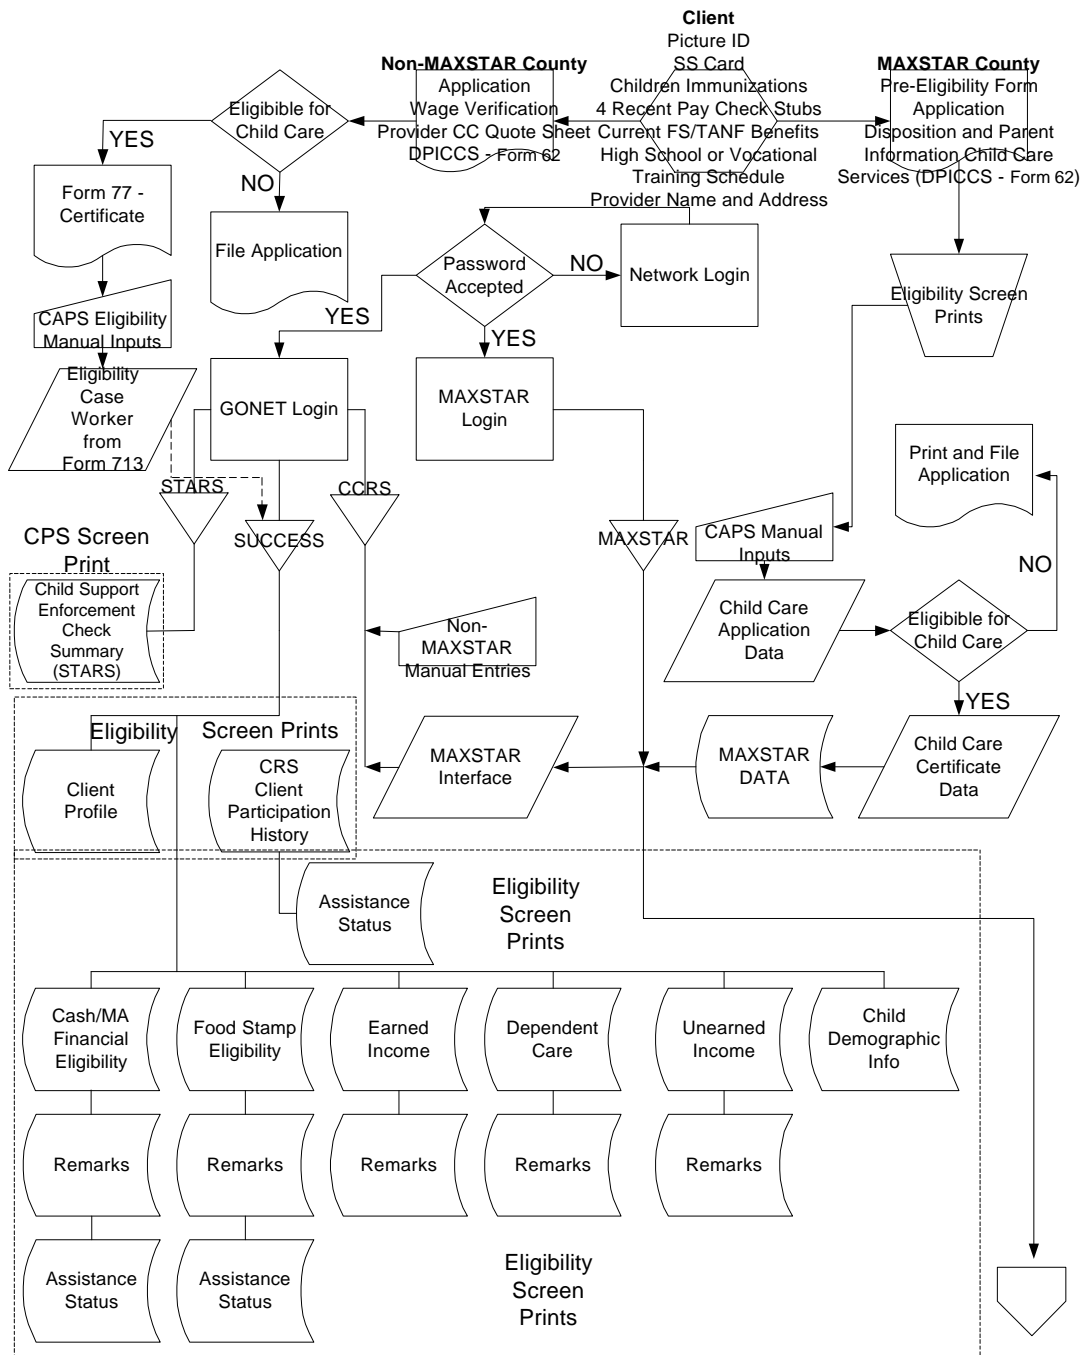 Client
Picture ID
SS Card
Children Immunizations
4 Recent Pay Check Stubs
Current FS/TANF Benefits
High School or Vocational
Training Schedule
Provider Name and Address
Non-MAXSTAR County
Application
Wage Verification
Provider CC Quote Sheet
DPICCS - Form 62
MAXSTAR County
Pre-Eligibility Form
Application
Disposition and Parent
Information Child Care
Services (DPICCS - Form 62)
Eligible for
Child Care
YES
NO
Form 77 -
Certificate
File Application
CAPS Eligibility
Manual Inputs
Eligibility
Case
Worker
from
Form 713
Password
Accepted
NO
Network Login
YES
YES
GONET Login
MAXSTAR
Login
Eligibility Screen
Prints
Print and File
Application
STARS
SUCCESS
CCRS
MAXSTAR
CAPS Manual
Inputs
NO
CPS Screen
Print
Child Support
Enforcement
Check
Summary
(STARS)
Non-
MAXSTAR
Manual Entries
Child Care
Application
Data
Eligibible for
Child Care
YES
Eligibility
Screen Prints
Client
Profile
CRS
Client
Participation
History
MAXSTAR
Interface
MAXSTAR
DATA
Child Care
Certificate
Data
Assistance
Status
Eligibility
Screen
Prints
Cash/MA
Financial
Eligibility
Food Stamp
Eligibility
Earned
Income
Dependent
Care
Unearned
Income
Child
Demographic
Info
Remarks
Remarks
Remarks
Remarks
Remarks
Assistance
Status
Assistance
Status
Eligibility
Screen
Prints